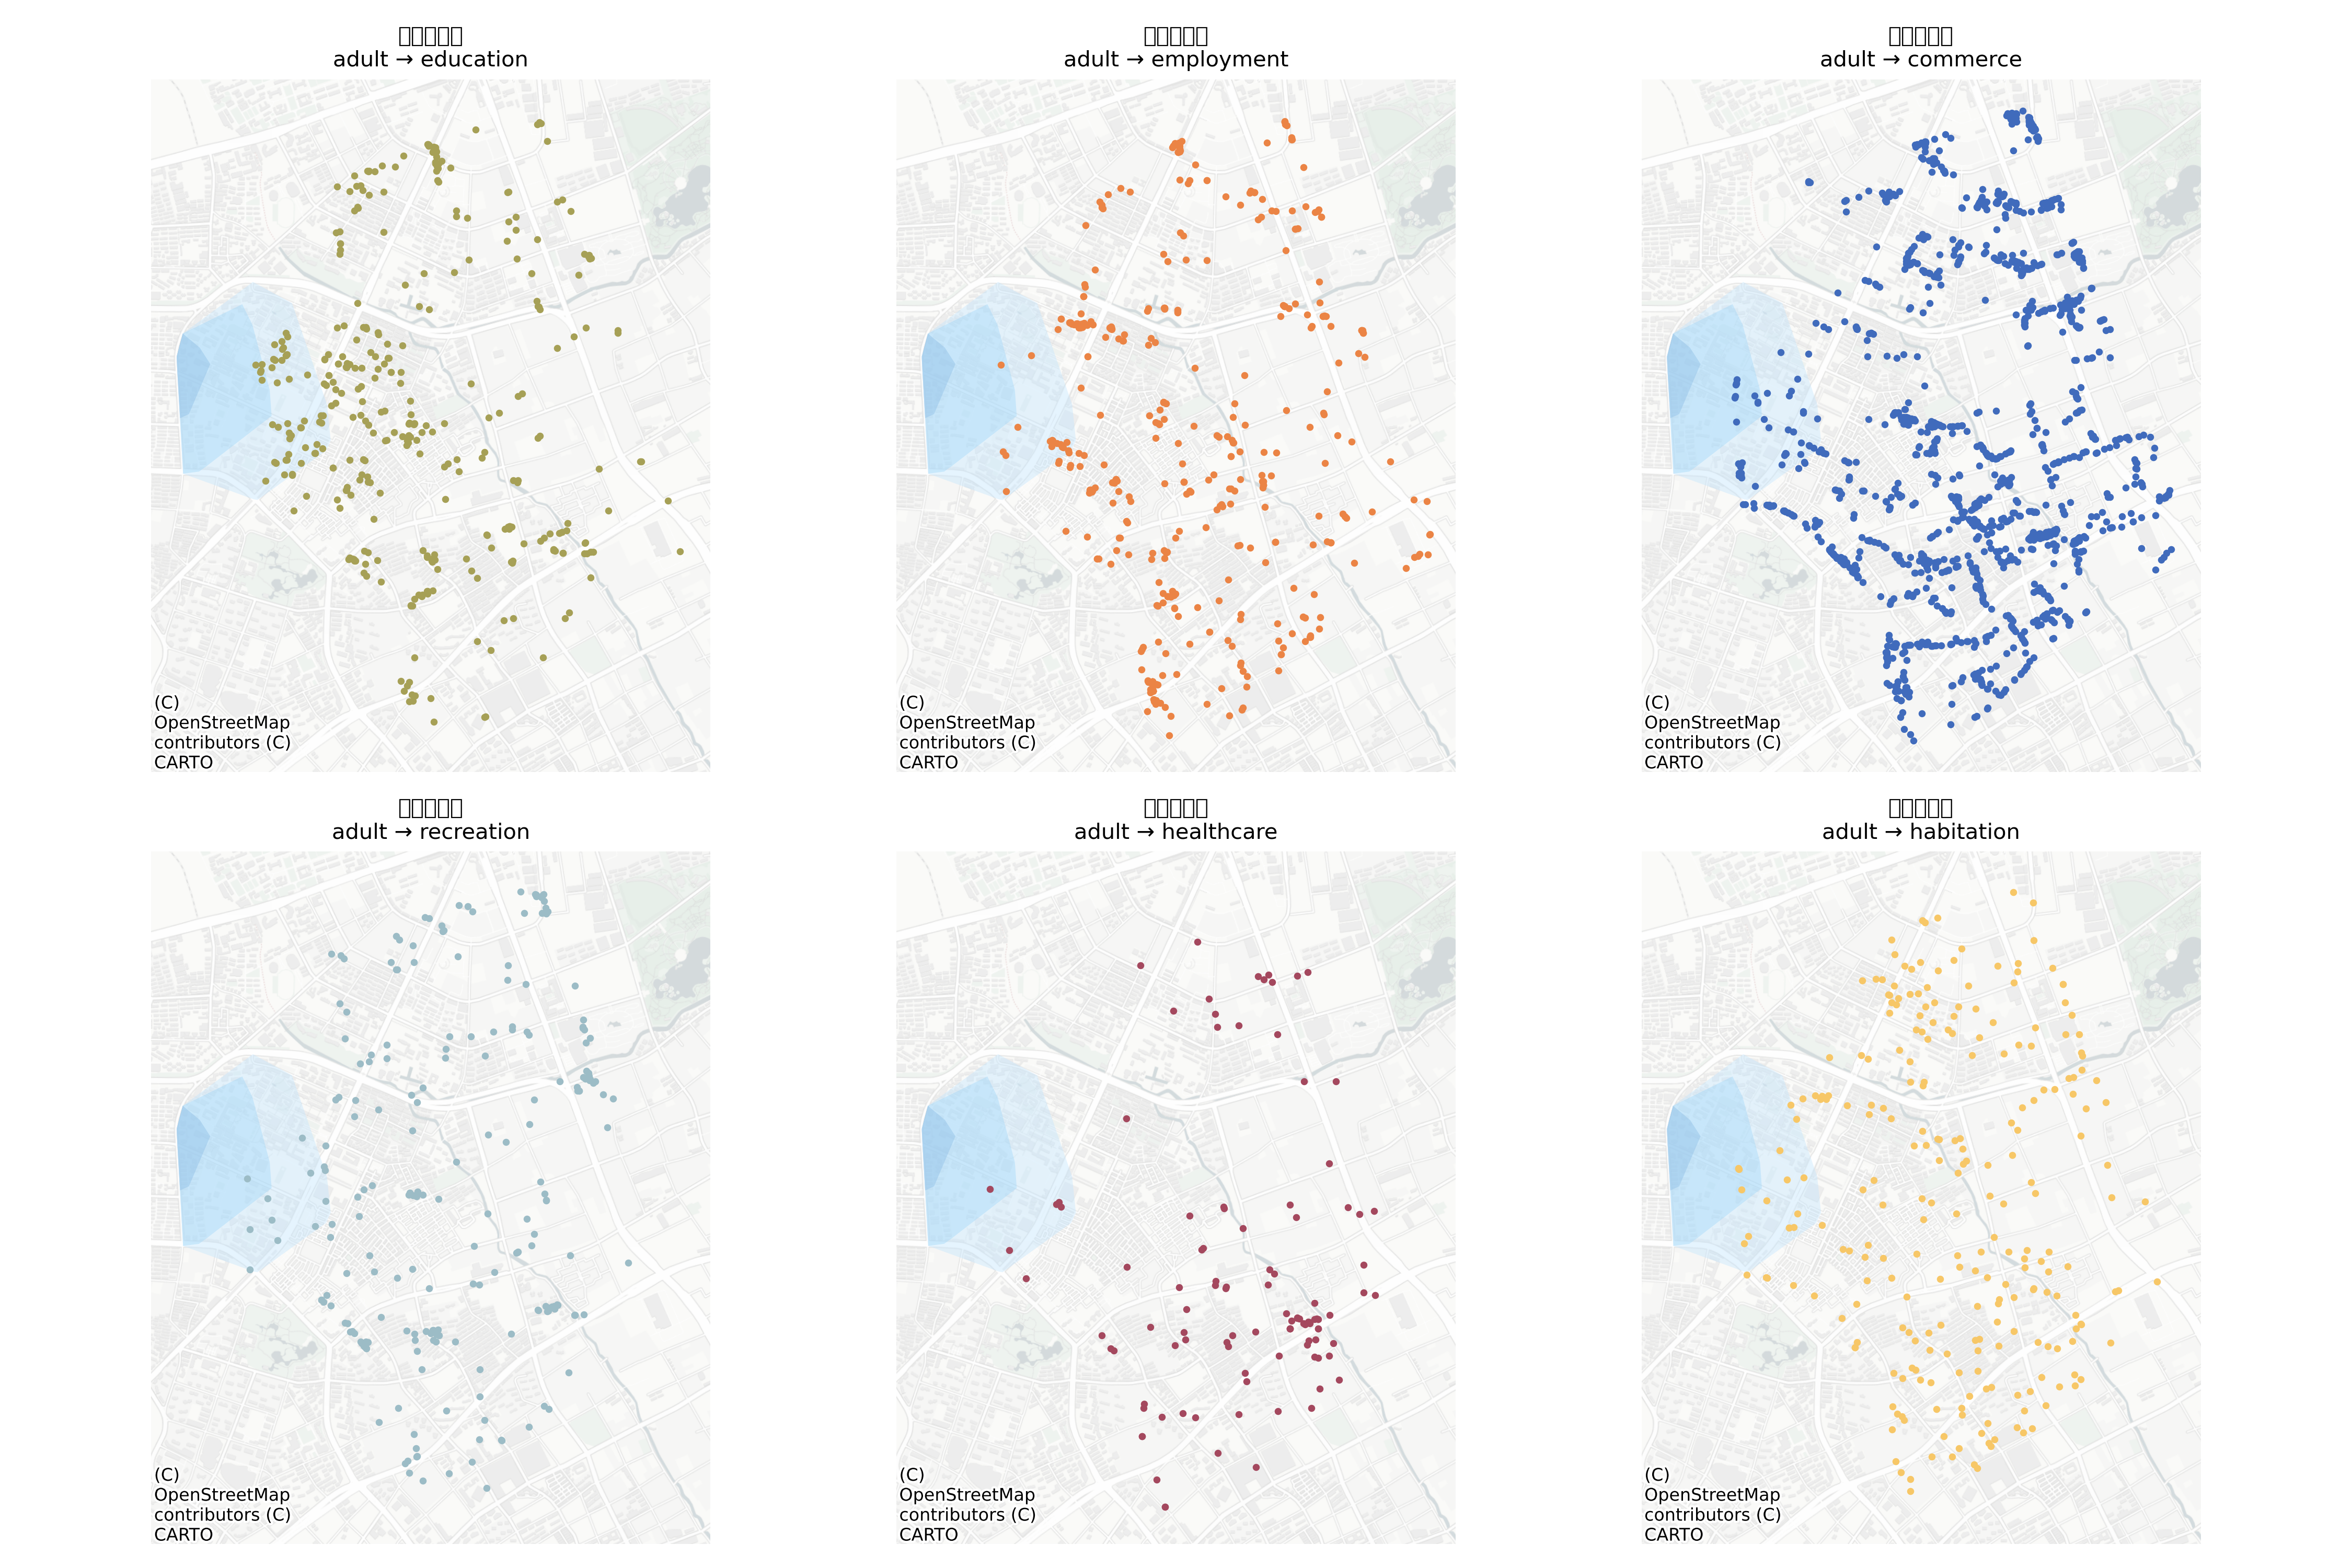 adult → education
adult → employment
adult → commerce
(C)
OpenStreetMap
contributors (C)
CARTO
(C)
OpenStreetMap
contributors (C)
CARTO
(C)
OpenStreetMap
contributors (C)
CARTO
adult → recreation
adult → healthcare
adult → habitation
(C)
OpenStreetMap
contributors (C)
CARTO
(C)
OpenStreetMap
contributors (C)
CARTO
(C)
OpenStreetMap
contributors (C)
CARTO